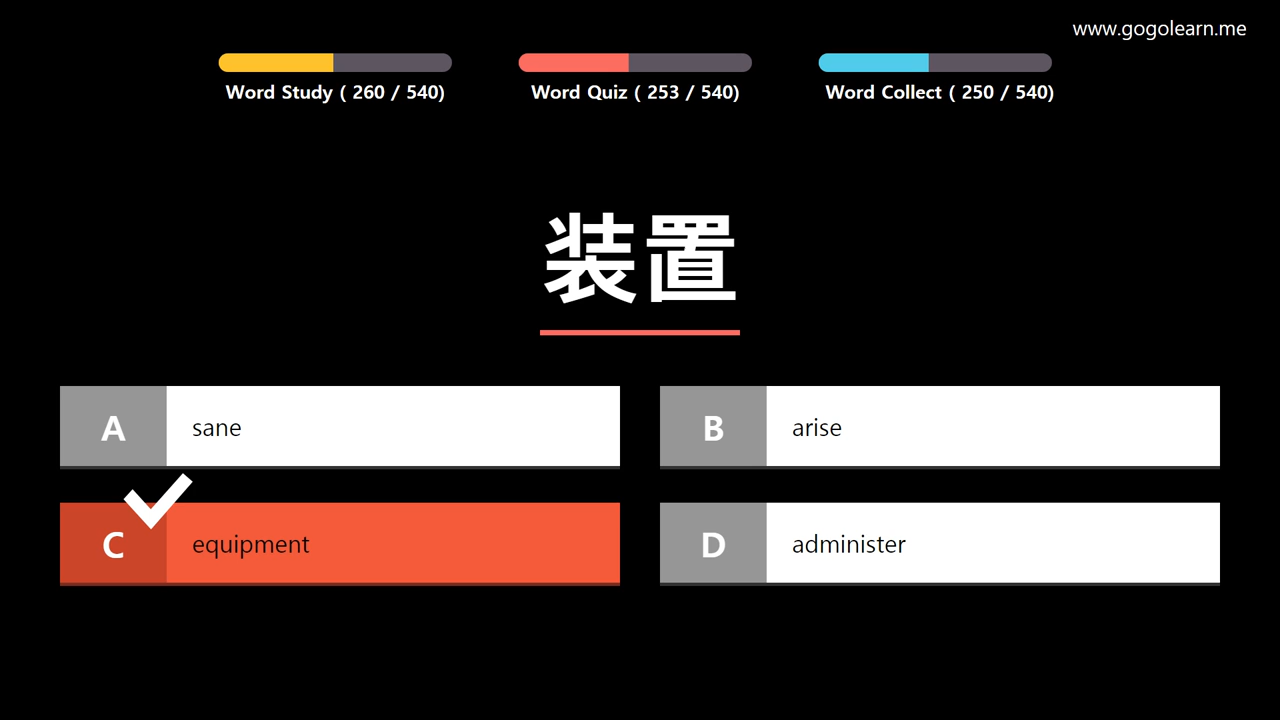 www.gogolearn.me
Word Study ( 260 / 540)
Word Quiz ( 253 / 540)
Word Collect ( 250 / 540)
装置
A sane
B arise
C equipment
D administer